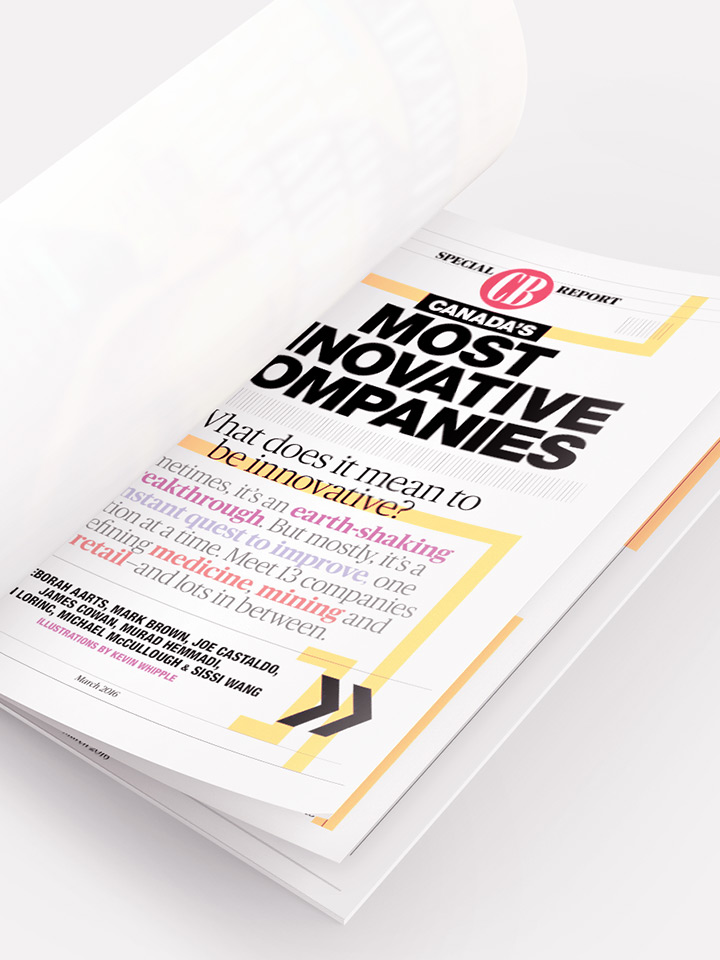 SPECIAL CB REPORT
CANADA'S
MOST
NNOVATIVE
OMPANIES
What does it mean to
be innovative?
netimes, it's an earth-shaking
eakthrough. But mostly, it's a
nstant quest to improve, one
tion at a time. Meet 13 companies
efining medicine, mining and
retail–and lots in between.
EBORAH AARTS, MARK BROWN, JOE CASTALDO,
JAMES COWAN, MURAD HEMMADI,
LORINC, MICHAEL McCULLOUGH & SISSI WANG
ILLUSTRATIONS BY KEVIN WHIPPLE
March 2016
»